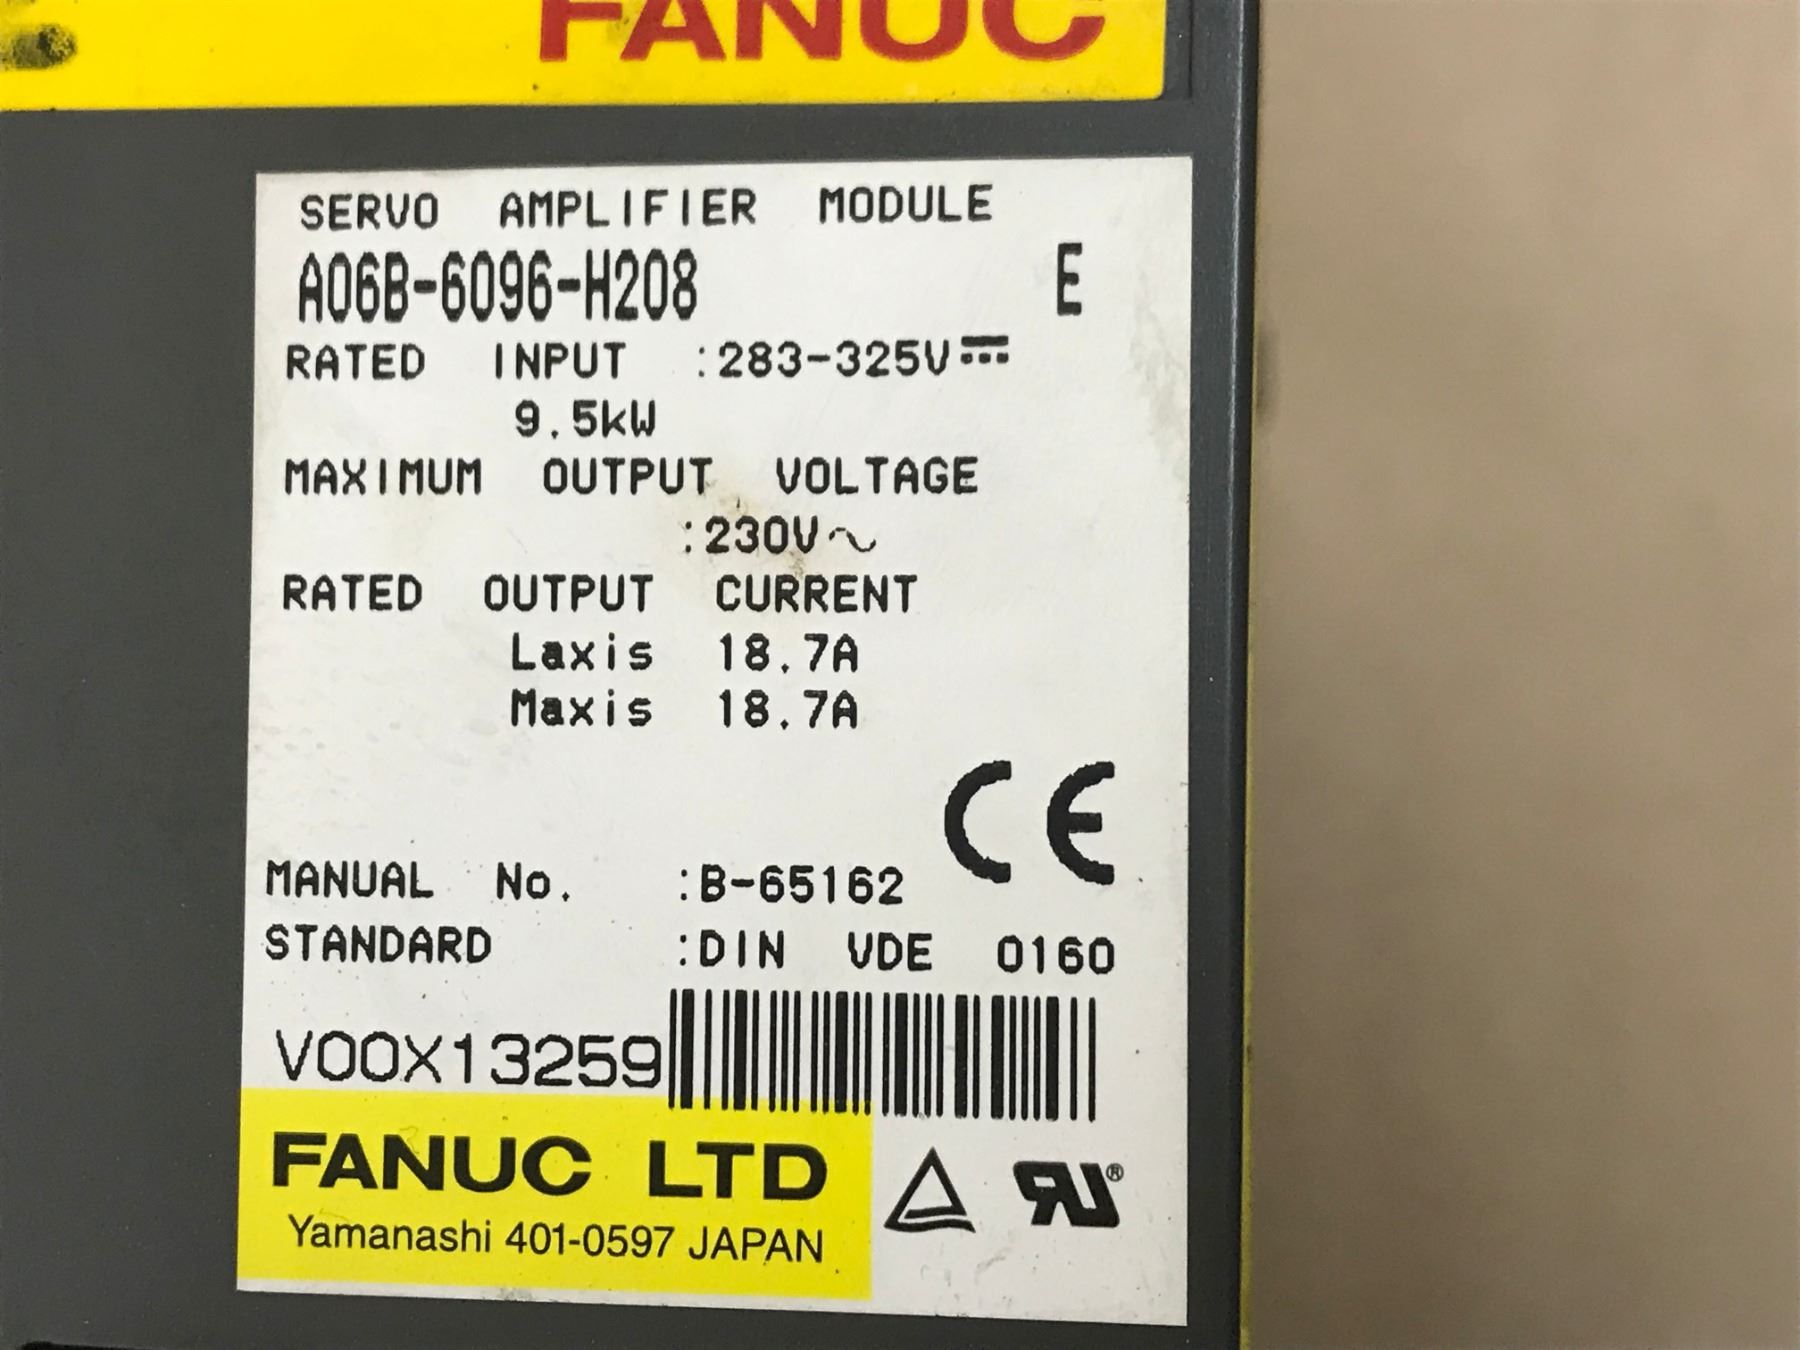 FANUC
SERVO AMPLIFIER MODULE
A06B-6096-H208 E
RATED INPUT :283-325V⎓
9.5kW
MAXIMUM OUTPUT VOLTAGE
:230V～
RATED OUTPUT CURRENT
Laxis 18.7A
Maxis 18.7A
CE
MANUAL No. :B-65162
STANDARD :DIN VDE 0160
V00X13259
FANUC LTD
Yamanashi 401-0597 JAPAN
RU®